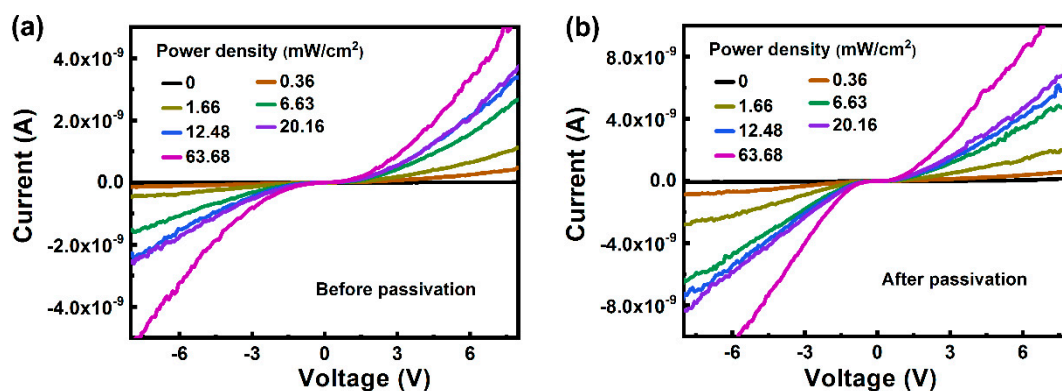 (a)
Power density (mW/cm²)
0 0.36
1.66 6.63
12.48 20.16
63.68
4.0x10⁻⁹
2.0x10⁻⁹
0.0
-2.0x10⁻⁹
-4.0x10⁻⁹
Current (A)
Before passivation
-6 -3 0 3 6
Voltage (V)
(b)
Power density (mW/cm²)
0 0.36
1.66 6.63
12.48 20.16
63.68
8.0x10⁻⁹
4.0x10⁻⁹
0.0
-4.0x10⁻⁹
-8.0x10⁻⁹
Current (A)
After passivation
-6 -3 0 3 6
Voltage (V)